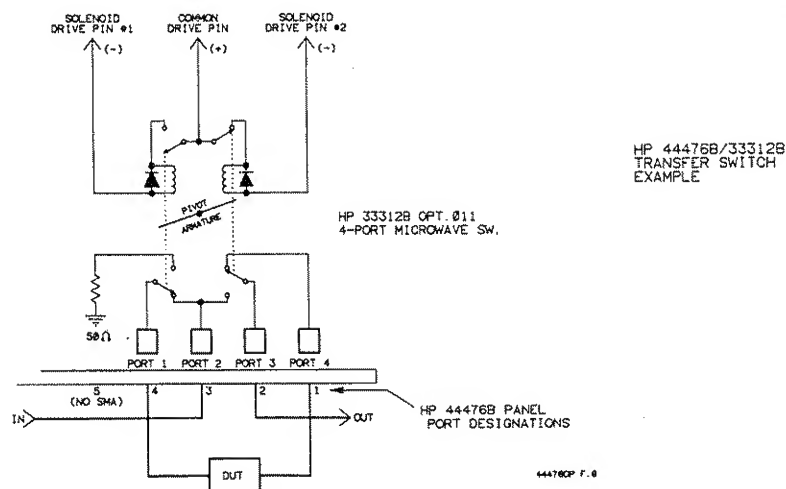 SOLENOID DRIVE PIN #1
COMMON DRIVE PIN
SOLENOID DRIVE PIN #2
(-)
(+)
(-)
HP 44476B/33312B
TRANSFER SWITCH
EXAMPLE
PIVOT
ARMATURE
HP 33312B OPT.011
4-PORT MICROWAVE SW.
50Ω
PORT 1
PORT 2
PORT 3
PORT 4
5
4
3
2
1
(NO SMA)
IN
OUT
HP 44476B PANEL
PORT DESIGNATIONS
DUT
44476OP F.8